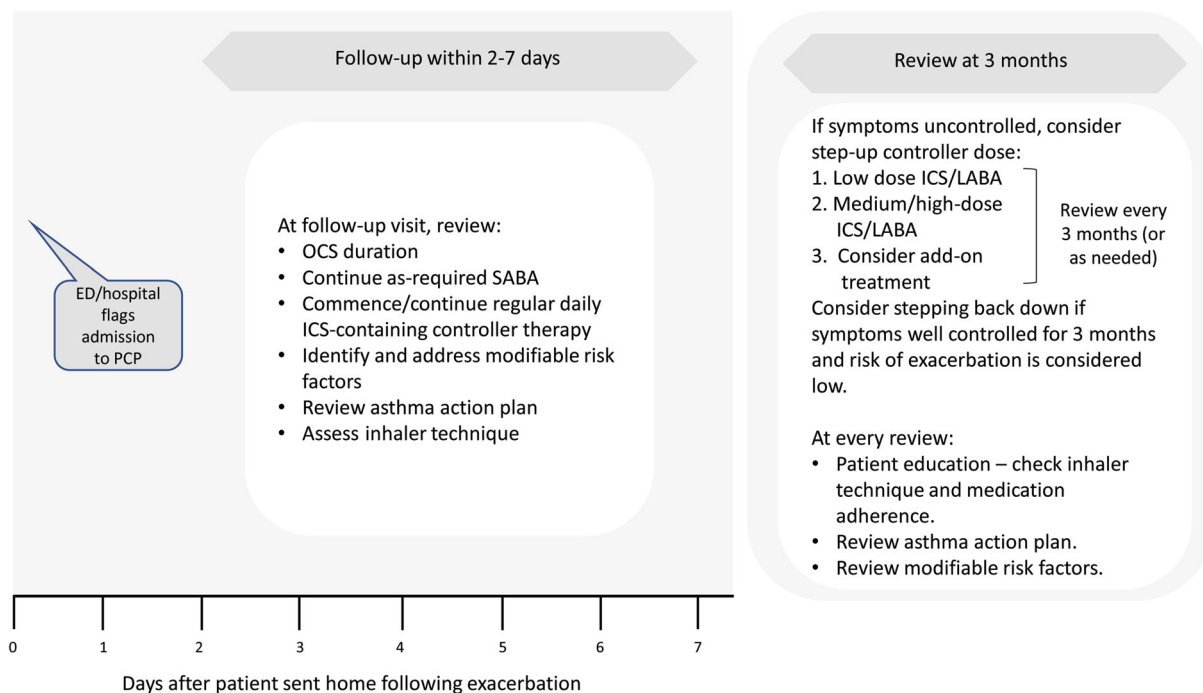 Follow-up within 2-7 days
ED/hospital
flags
admission
to PCP
At follow-up visit, review:
• OCS duration
• Continue as-required SABA
• Commence/continue regular daily
ICS-containing controller therapy
• Identify and address modifiable risk
factors
• Review asthma action plan
• Assess inhaler technique
0
1
2
3
4
5
6
7
Days after patient sent home following exacerbation
Review at 3 months
If symptoms uncontrolled, consider
step-up controller dose:
1. Low dose ICS/LABA
2. Medium/high-dose
ICS/LABA
3. Consider add-on
treatment
Review every
3 months (or
as needed)
Consider stepping back down if
symptoms well controlled for 3 months
and risk of exacerbation is considered
low.
At every review:
• Patient education – check inhaler
technique and medication
adherence.
• Review asthma action plan.
• Review modifiable risk factors.